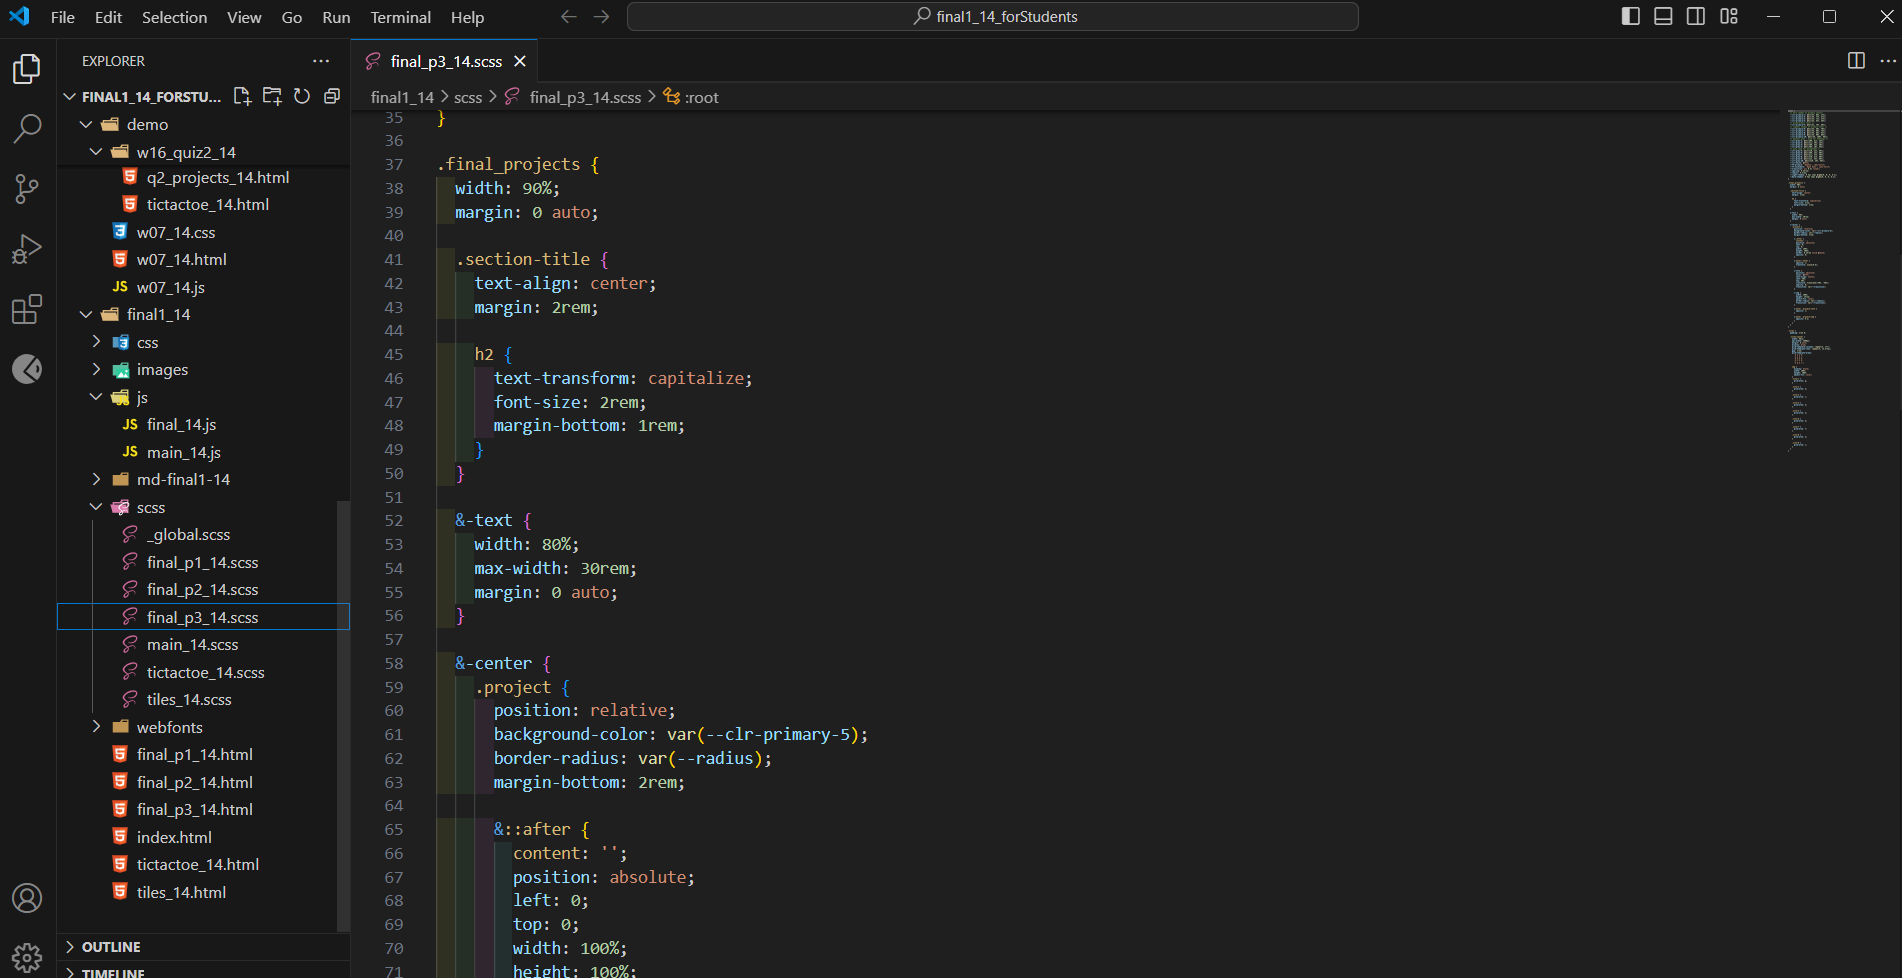 File Edit Selection View Go Run Terminal Help
final1_14_forStudents
EXPLORER
FINAL1_14_FORSTU...
demo
w16_quiz2_14
q2_projects_14.html
tictactoe_14.html
w07_14.css
w07_14.html
JS w07_14.js
final1_14
css
images
js
JS final_14.js
JS main_14.js
md-final1-14
scss
_global.scss
final_p1_14.scss
final_p2_14.scss
final_p3_14.scss
main_14.scss
tictactoe_14.scss
tiles_14.scss
webfonts
final_p1_14.html
final_p2_14.html
final_p3_14.html
index.html
tictactoe_14.html
tiles_14.html
OUTLINE
TIMELINE
final_p3_14.scss
final1_14 > scss > final_p3_14.scss > :root
35 }
36
37 .final_projects {
38 width: 90%;
39 margin: 0 auto;
40
41 .section-title {
42 text-align: center;
43 margin: 2rem;
44
45 h2 {
46 text-transform: capitalize;
47 font-size: 2rem;
48 margin-bottom: 1rem;
49 }
50 }
51
52 &-text {
53 width: 80%;
54 max-width: 30rem;
55 margin: 0 auto;
56 }
57
58 &-center {
59 .project {
60 position: relative;
61 background-color: var(--clr-primary-5);
62 border-radius: var(--radius);
63 margin-bottom: 2rem;
64
65 &::after {
66 content: '';
67 position: absolute;
68 left: 0;
69 top: 0;
70 width: 100%;
71 height: 100%;